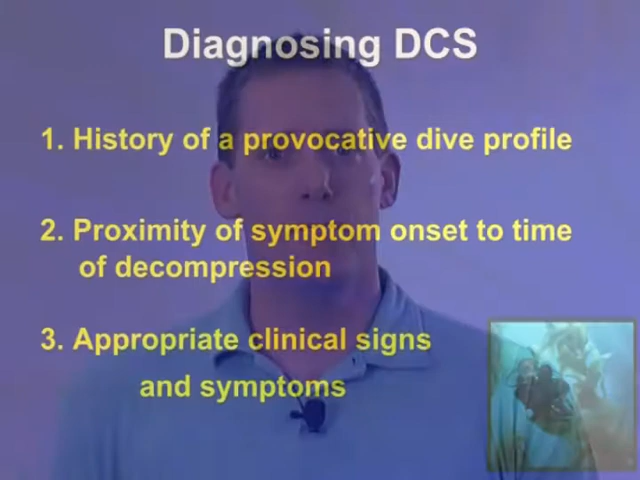 Diagnosing DCS
1. History of a provocative dive profile
2. Proximity of symptom onset to time
of decompression
3. Appropriate clinical signs
and symptoms